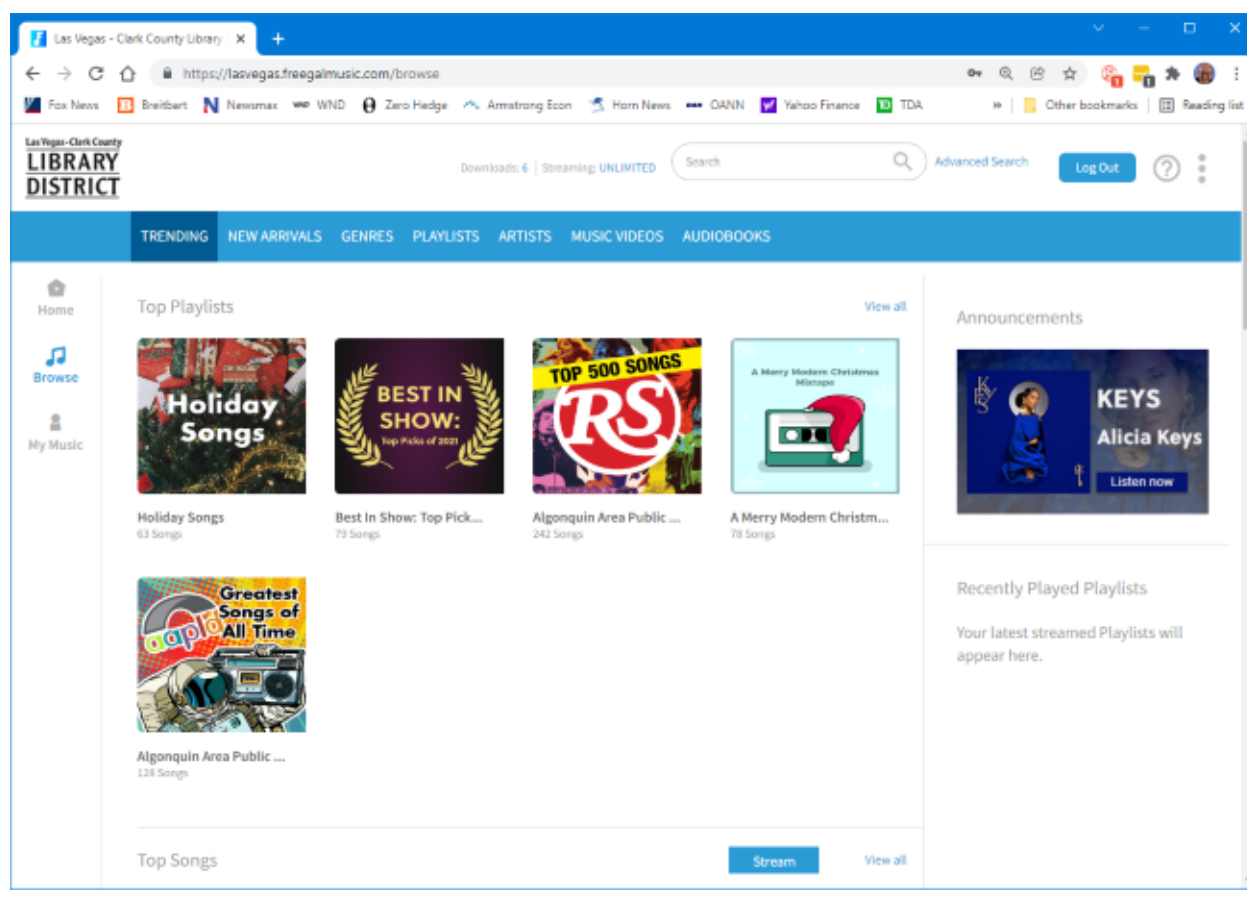 Las Vegas - Clark County Library
https://lasvegas.freegalmusic.com/browse
1
1
Fox News Breitbart Newsmax WND Zero Hedge Armstrong Econ Horn News OANN Yahoo Finance TDA Other bookmarks Reading list
Las Vegas-Clark County
LIBRARY
DISTRICT
Downloads: 6 Streaming: UNLIMITED
Search
Advanced Search
Log Out
TRENDING NEW ARRIVALS GENRES PLAYLISTS ARTISTS MUSIC VIDEOS AUDIOBOOKS
Home
Browse
My Music
Top Playlists
View all
Holiday
Songs
BEST IN
SHOW:
Top Picks of 2021
TOP 500 SONGS
RS
A Merry Modern Christmas
Mixtape
Holiday Songs
63 Songs
Best In Show: Top Pick...
79 Songs
Algonquin Area Public ...
242 Songs
A Merry Modern Christm...
78 Songs
Greatest
Songs of
All Time
aapld
Algonquin Area Public ...
128 Songs
Top Songs
Stream
View all
Announcements
KEYS
KEYS
Alicia Keys
Listen now
Recently Played Playlists
Your latest streamed Playlists will
appear here.